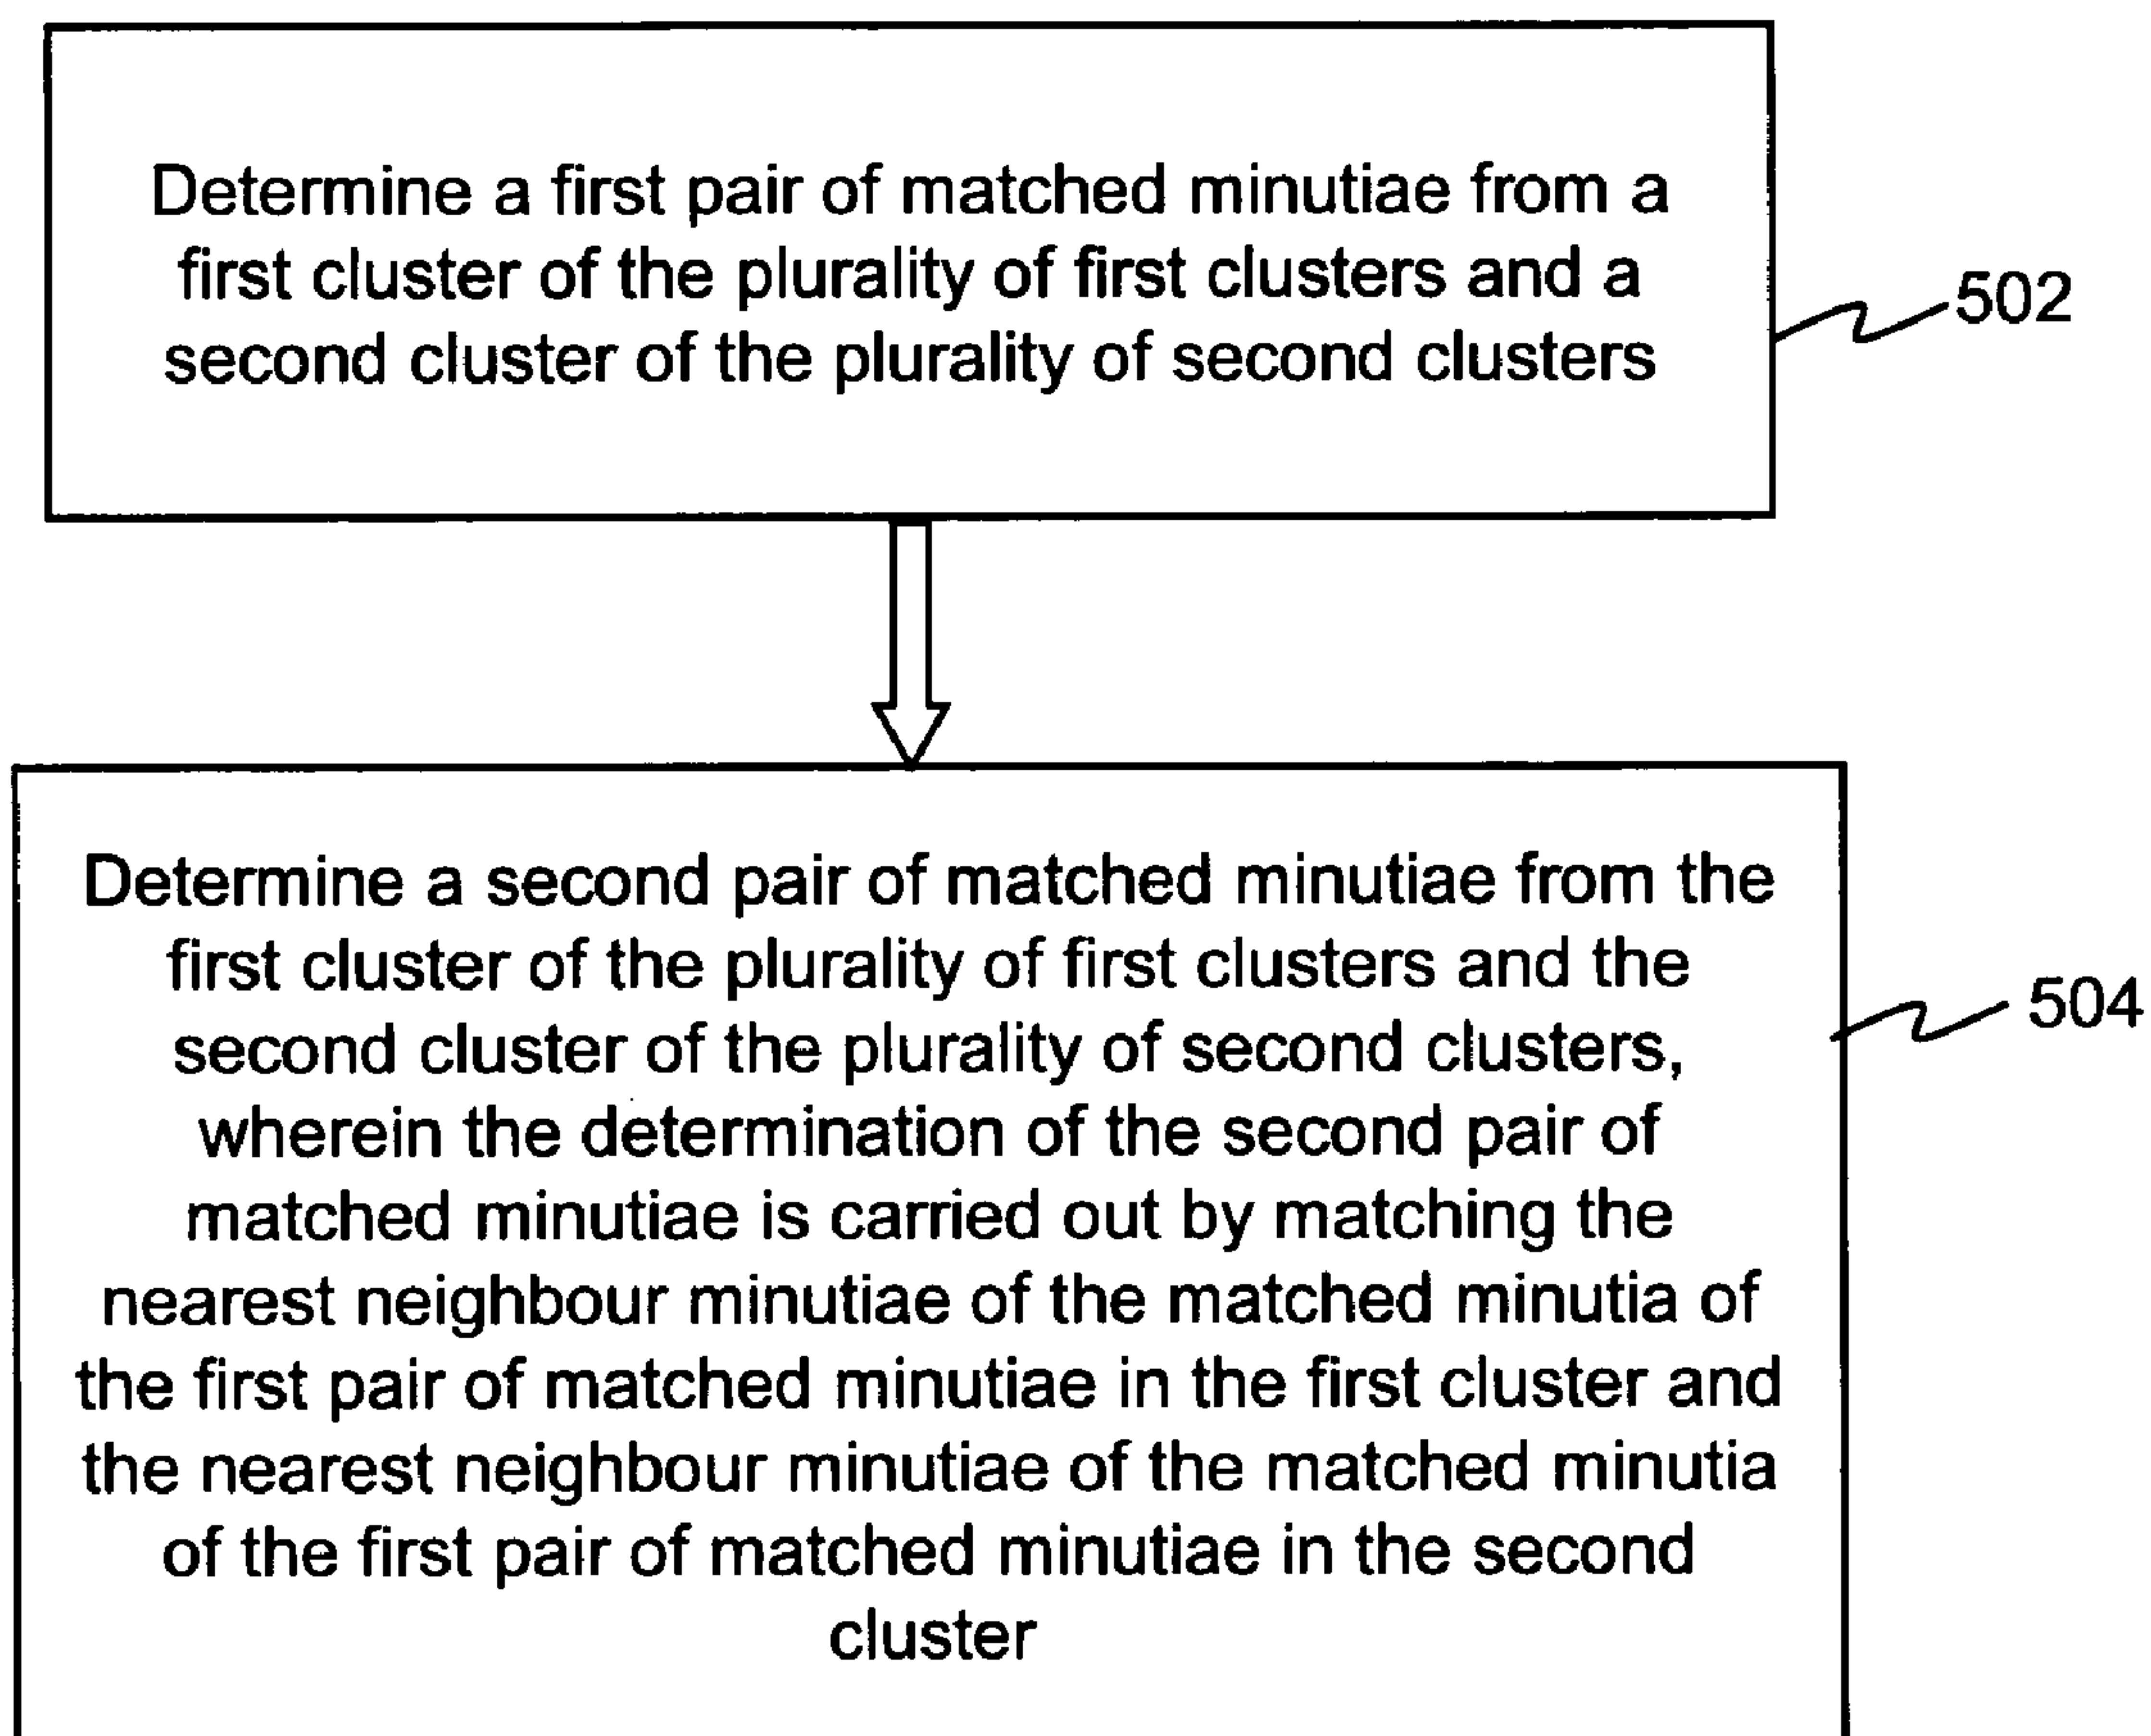 Determine a first pair of matched minutiae from a
first cluster of the plurality of first clusters and a
second cluster of the plurality of second clusters
502
Determine a second pair of matched minutiae from the
first cluster of the plurality of first clusters and the
second cluster of the plurality of second clusters,
wherein the determination of the second pair of
matched minutiae is carried out by matching the
nearest neighbour minutiae of the matched minutia of
the first pair of matched minutiae in the first cluster and
the nearest neighbour minutiae of the matched minutia
of the first pair of matched minutiae in the second
cluster
504